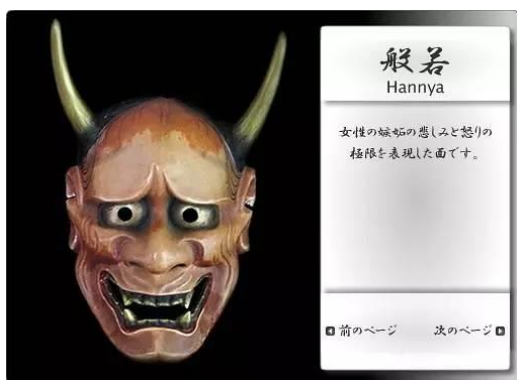 般若
Hannya
女性の嫉妬の悲しみと怒りの
極限を表現した面です。
前のページ
次のページ